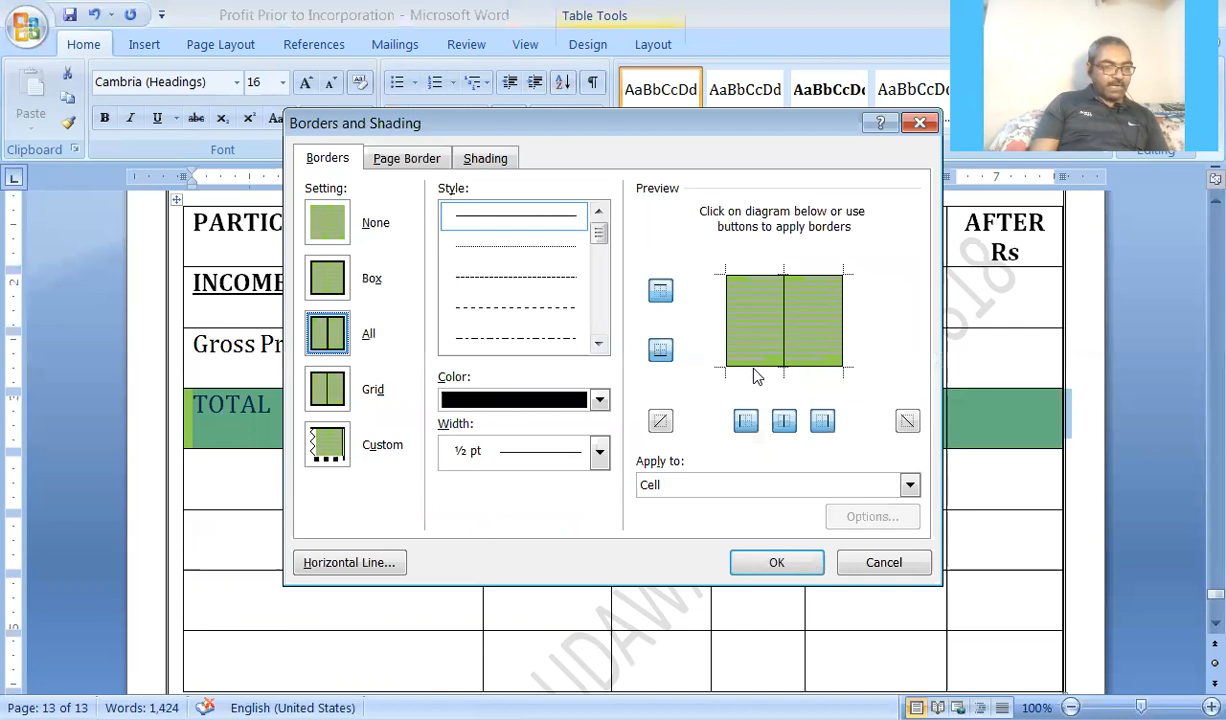 Profit Prior to Incorporation - Microsoft Word
Table Tools
Home
Insert
Page Layout
References
Mailings
Review
View
Design
Layout
Paste
Clipboard
Cambria (Headings)
16
Font
AaBbCcDd
AaBbCcDd
AaBbCcDd
Editing
Borders and Shading
Borders
Page Border
Shading
Setting:
None
Box
All
Grid
Custom
Style:
Color:
Width:
½ pt
Preview
Click on diagram below or use
buttons to apply borders
Apply to:
Cell
Options...
Horizontal Line...
OK
Cancel
AFTER
Rs
INCOME
Gross Pr
TOTAL
7
Page: 13 of 13
Words: 1,424
English (United States)
100%